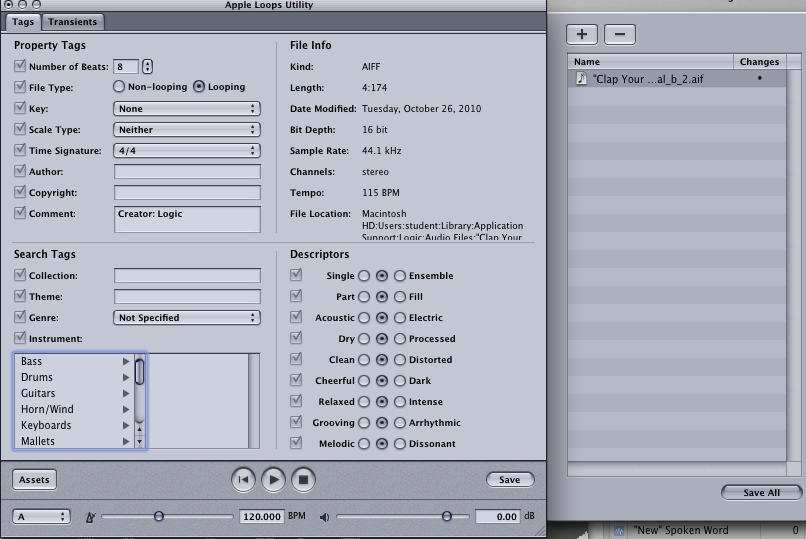 Apple Loops Utility
Tags Transients
Property Tags
Number of Beats: 8
File Type: Non-looping Looping
Key: None
Scale Type: Neither
Time Signature: 4/4
Author:
Copyright:
Comment: Creator: Logic
File Info
Kind: AIFF
Length: 4:174
Date Modified: Tuesday, October 26, 2010
Bit Depth: 16 bit
Sample Rate: 44.1 kHz
Channels: stereo
Tempo: 115 BPM
File Location: Macintosh
HD:Users:student:Library:Application
Support:Logic:Audio Files:"Clap Your
Search Tags
Collection:
Theme:
Genre: Not Specified
Instrument:
Bass
Drums
Guitars
Horn/Wind
Keyboards
Mallets
Descriptors
Single Ensemble
Part Fill
Acoustic Electric
Dry Processed
Clean Distorted
Cheerful Dark
Relaxed Intense
Grooving Arrhythmic
Melodic Dissonant
Assets Save
A 120.000 BPM 0.00 dB
Name Changes
"Clap Your ...al_b_2.aif •
Save All
"New" Spoken Word 0